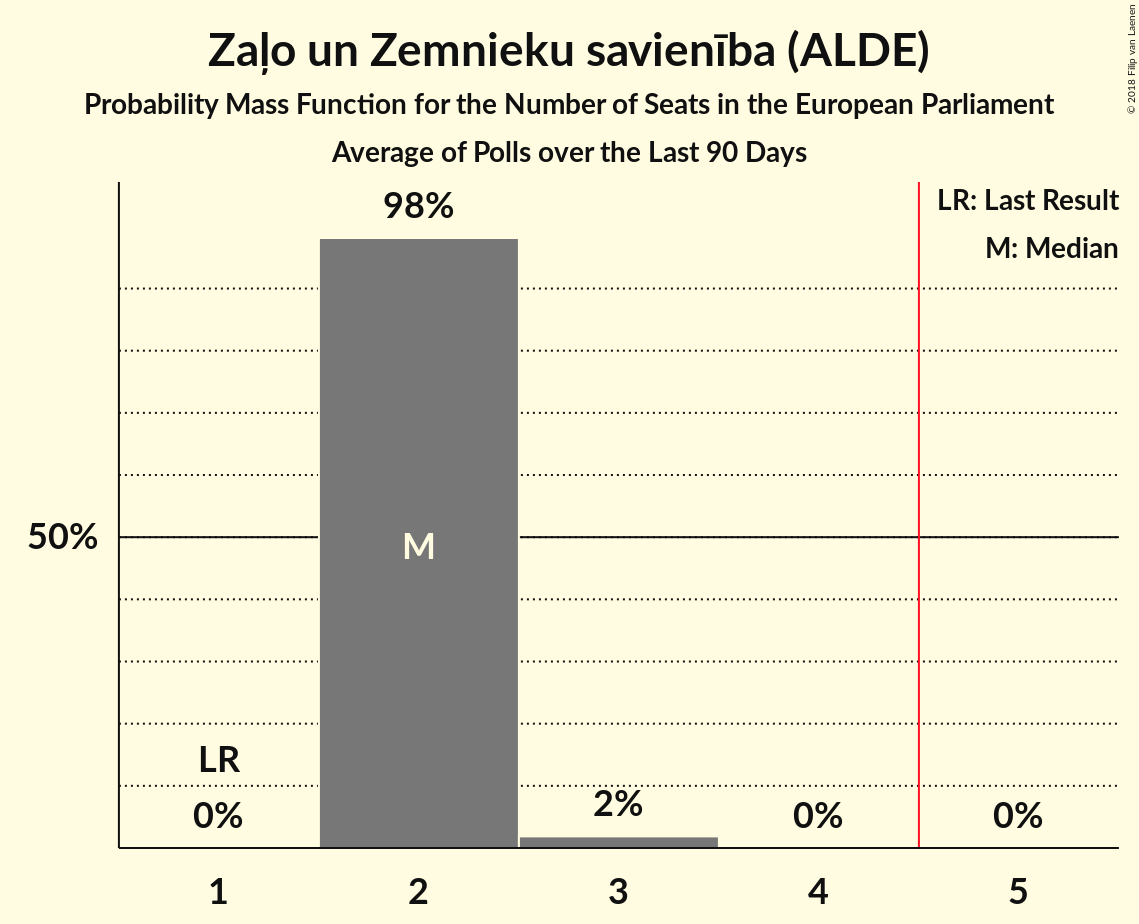 Zaļo un Zemnieku savienība (ALDE)
Probability Mass Function for the Number of Seats in the European Parliament
Average of Polls over the Last 90 Days
© 2018 Filip van Laenen
LR: Last Result
M: Median
98%
50%
M
LR
0%
2%
0%
0%
1
2
3
4
5